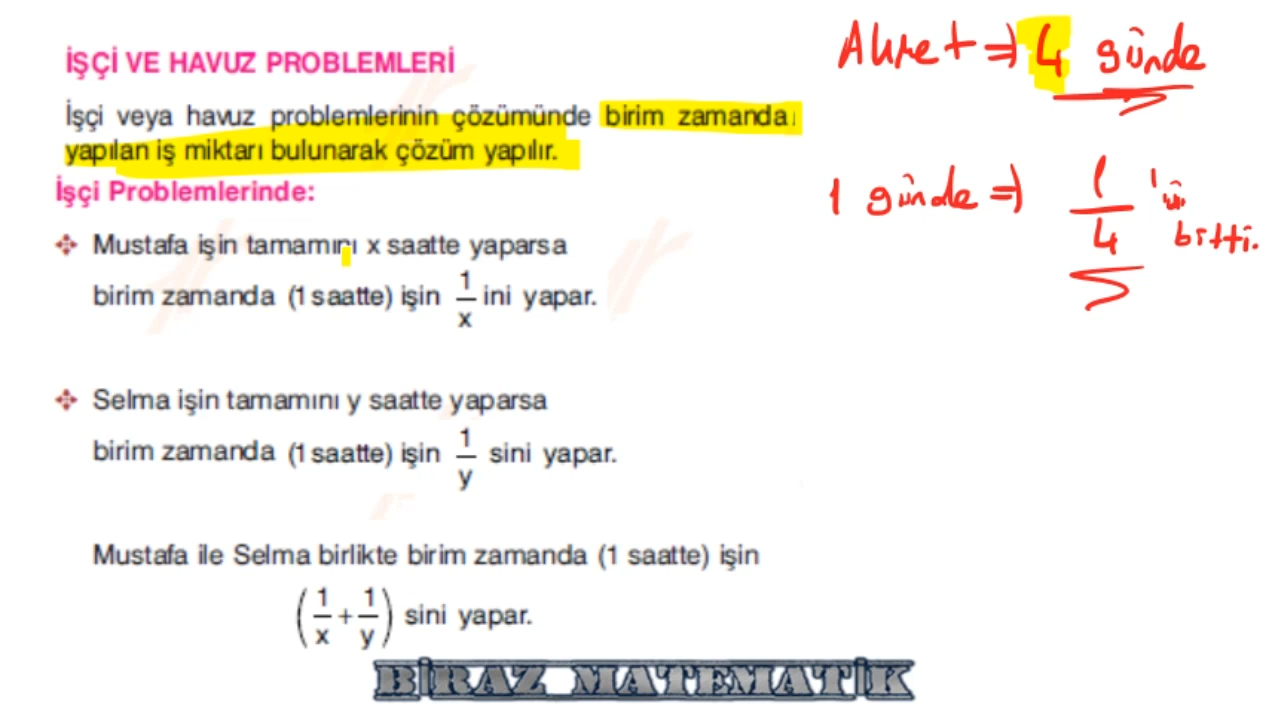 İŞÇİ VE HAVUZ PROBLEMLERİ
İşçi veya havuz problemlerinin çözümünde birim zamanda
yapılan iş miktarı bulunarak çözüm yapılır.
İşçi Problemlerinde:
Mustafa işin tamamını x saatte yaparsa
birim zamanda (1 saatte) işin 1/x ini yapar.
Selma işin tamamını y saatte yaparsa
birim zamanda (1 saatte) işin 1/y sini yapar.
Mustafa ile Selma birlikte birim zamanda (1 saatte) işin
(1/x + 1/y) sini yapar.
Ahmet ⇒ 4 günde
1 günde ⇒ 1/4 'ü bitti.
BİRAZ MATEMATİK